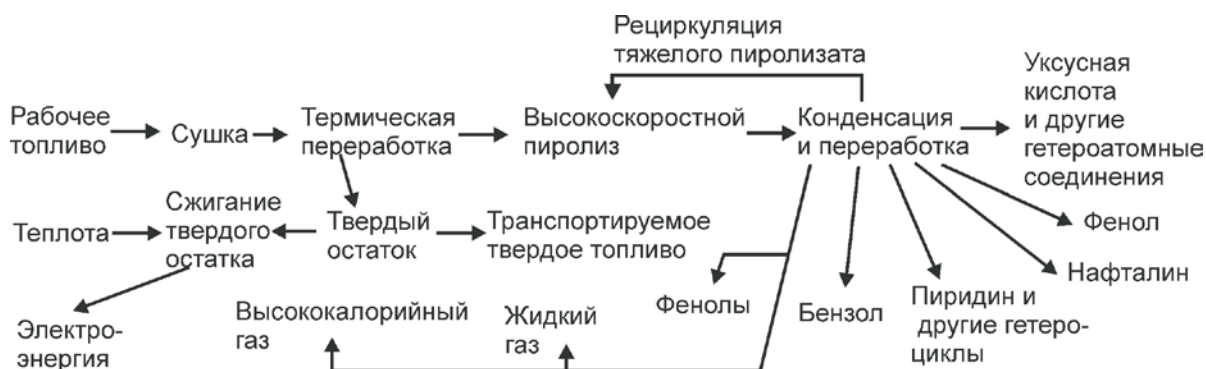 Рециркуляция
тяжелого пиролизата
Рабочее
топливо
Сушка
Термическая
переработка
Высокоскоростной
пиролиз
Конденсация
и переработка
Уксусная
кислота
и другие
гетероатомные
соединения
Теплота
Сжигание
твердого
остатка
Твердый
остаток
Транспортируемое
твердое топливо
Фенол
Нафталин
Электро-
энергия
Высококалорийный
газ
Жидкий
газ
Фенолы
Бензол
Пиридин и
другие гетеро-
циклы